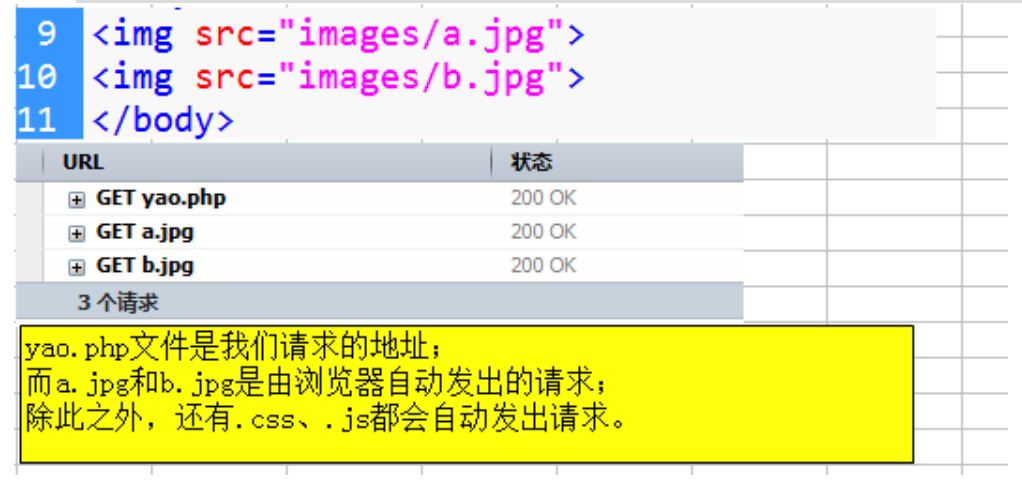 9 <img src="images/a.jpg">
10 <img src="images/b.jpg">
11 </body>
URL 状态
GET yao.php 200 OK
GET a.jpg 200 OK
GET b.jpg 200 OK
3 个请求
yao.php文件是我们请求的地址;
而a.jpg和b.jpg是由浏览器自动发出的请求;
除此之外，还有.css、.js都会自动发出请求。